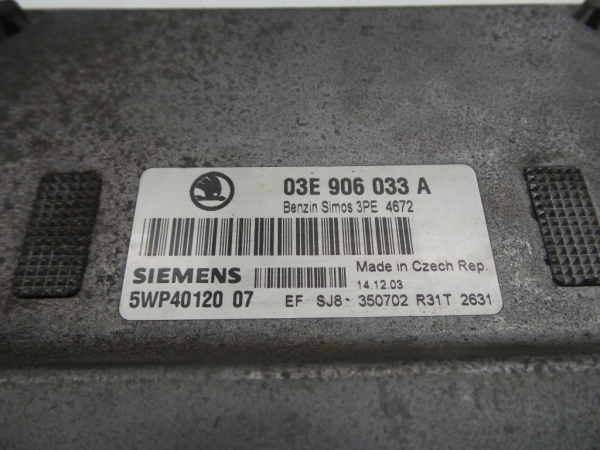 03E 906 033 A
Benzin Simos 3PE 4672
SIEMENS
Made in Czech Rep.
14.12.03
5WP40120 07
EF SJ8- 350702 R31T 2631